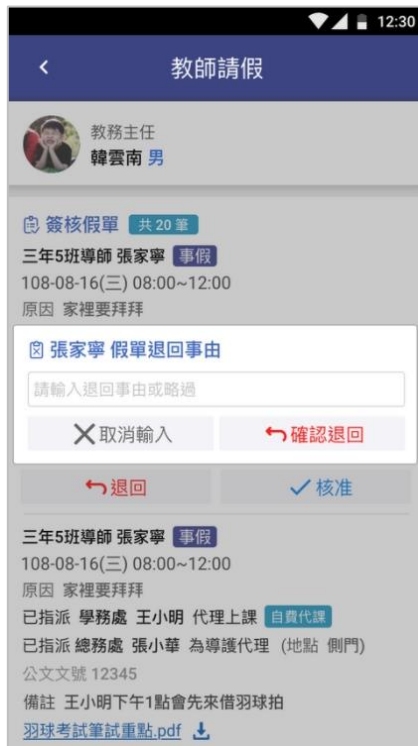 12:30
教師請假
教務主任
韓雲南 男
簽核假單 共 20 筆
三年5班導師 張家寧 事假
108-08-16(三) 08:00~12:00
原因 家裡要拜拜
張家寧 假單退回事由
請輸入退回事由或略過
取消輸入 確認退回
退回 核准
三年5班導師 張家寧 事假
108-08-16(三) 08:00~12:00
原因 家裡要拜拜
已指派 學務處 王小明 代理上課 自費代課
已指派 總務處 張小華 為導護代理 (地點 側門)
公文文號 12345
備註 王小明下午1點會先來借羽球拍
羽球考試筆試重點.pdf